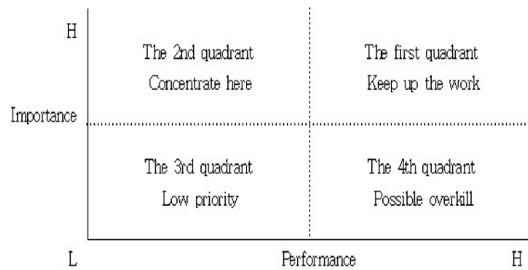 H
The 2nd quadrant
The first quadrant
Concentrate here
Keep up the work
Importance
The 3rd quadrant
The 4th quadrant
Low priority
Possible overkill
L
Performance
H